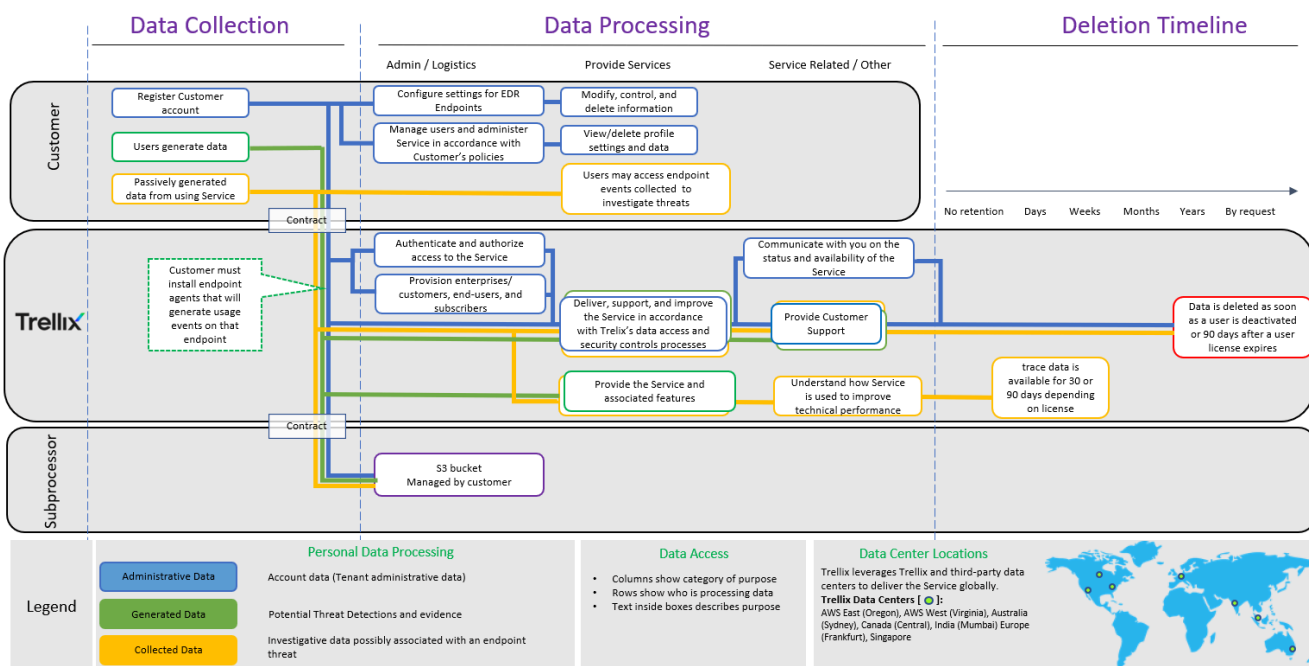 Data Collection
Data Processing
Deletion Timeline
Admin / Logistics
Provide Services
Service Related / Other
Customer
Register Customer
account
Configure settings for EDR
Endpoints
Modify, control, and
delete information
Users generate data
Manage users and administer
Service in accordance with
Customer's policies
View/delete profile
settings and data
Passively generated
data from using Service
Users may access endpoint
events collected to
investigate threats
No retention
Days
Weeks
Months
Years
By request
Contract
Trellix
Customer must
install endpoint
agents that will
generate usage
events on that
endpoint
Authenticate and authorize
access to the Service
Provision enterprises/
customers, end-users, and
subscribers
Communicate with you on the
status and availability of the
Service
Deliver, support, and improve
the Service in accordance
with Trelix's data access and
security controls processes
Provide Customer
Support
Data is deleted as soon
as a user is deactivated
or 90 days after a user
license expires
Provide the Service and
associated features
Understand how Service
is used to improve
technical performance
trace data is
available for 30 or
90 days depending
on license
Contract
Subprocessor
S3 bucket
Managed by customer
Legend
Personal Data Processing
Administrative Data
Account data (Tenant administrative data)
Generated Data
Potential Threat Detections and evidence
Collected Data
Investigative data possibly associated with an endpoint
threat
Data Access
• Columns show category of purpose
• Rows show who is processing data
• Text inside boxes describes purpose
Data Center Locations
Trellix leverages Trellix and third-party data
centers to deliver the Service globally.
Trellix Data Centers [ ]:
AWS East (Oregon), AWS West (Virginia), Australia
(Sydney), Canada (Central), India (Mumbai) Europe
(Frankfurt), Singapore